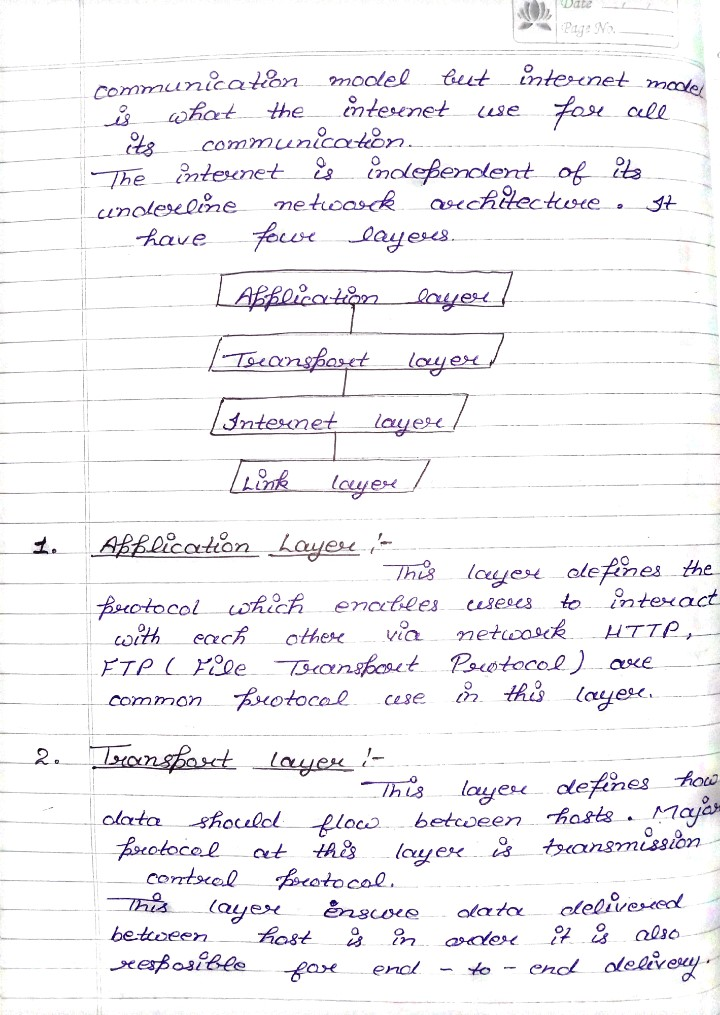 Date
Page No.
communication model but internet model
is what the internet use for all
its communication.
The internet is independent of its
underline network architecture. It
have four layers.
Application layer
Transport layer
Internet layer
Link layer
1. Application Layer :-
This layer defines the
protocol which enables users to interact
with each other via network HTTP,
FTP ( File Transport Protocol) are
common protocol use in this layer.
2. Transport layer :-
This layer defines how
data should flow between hosts. Major
protocol at this layer is transmission
control protocol.
This layer ensure data delivered
between host is in order it is also
resposible for end - to - end delivery.